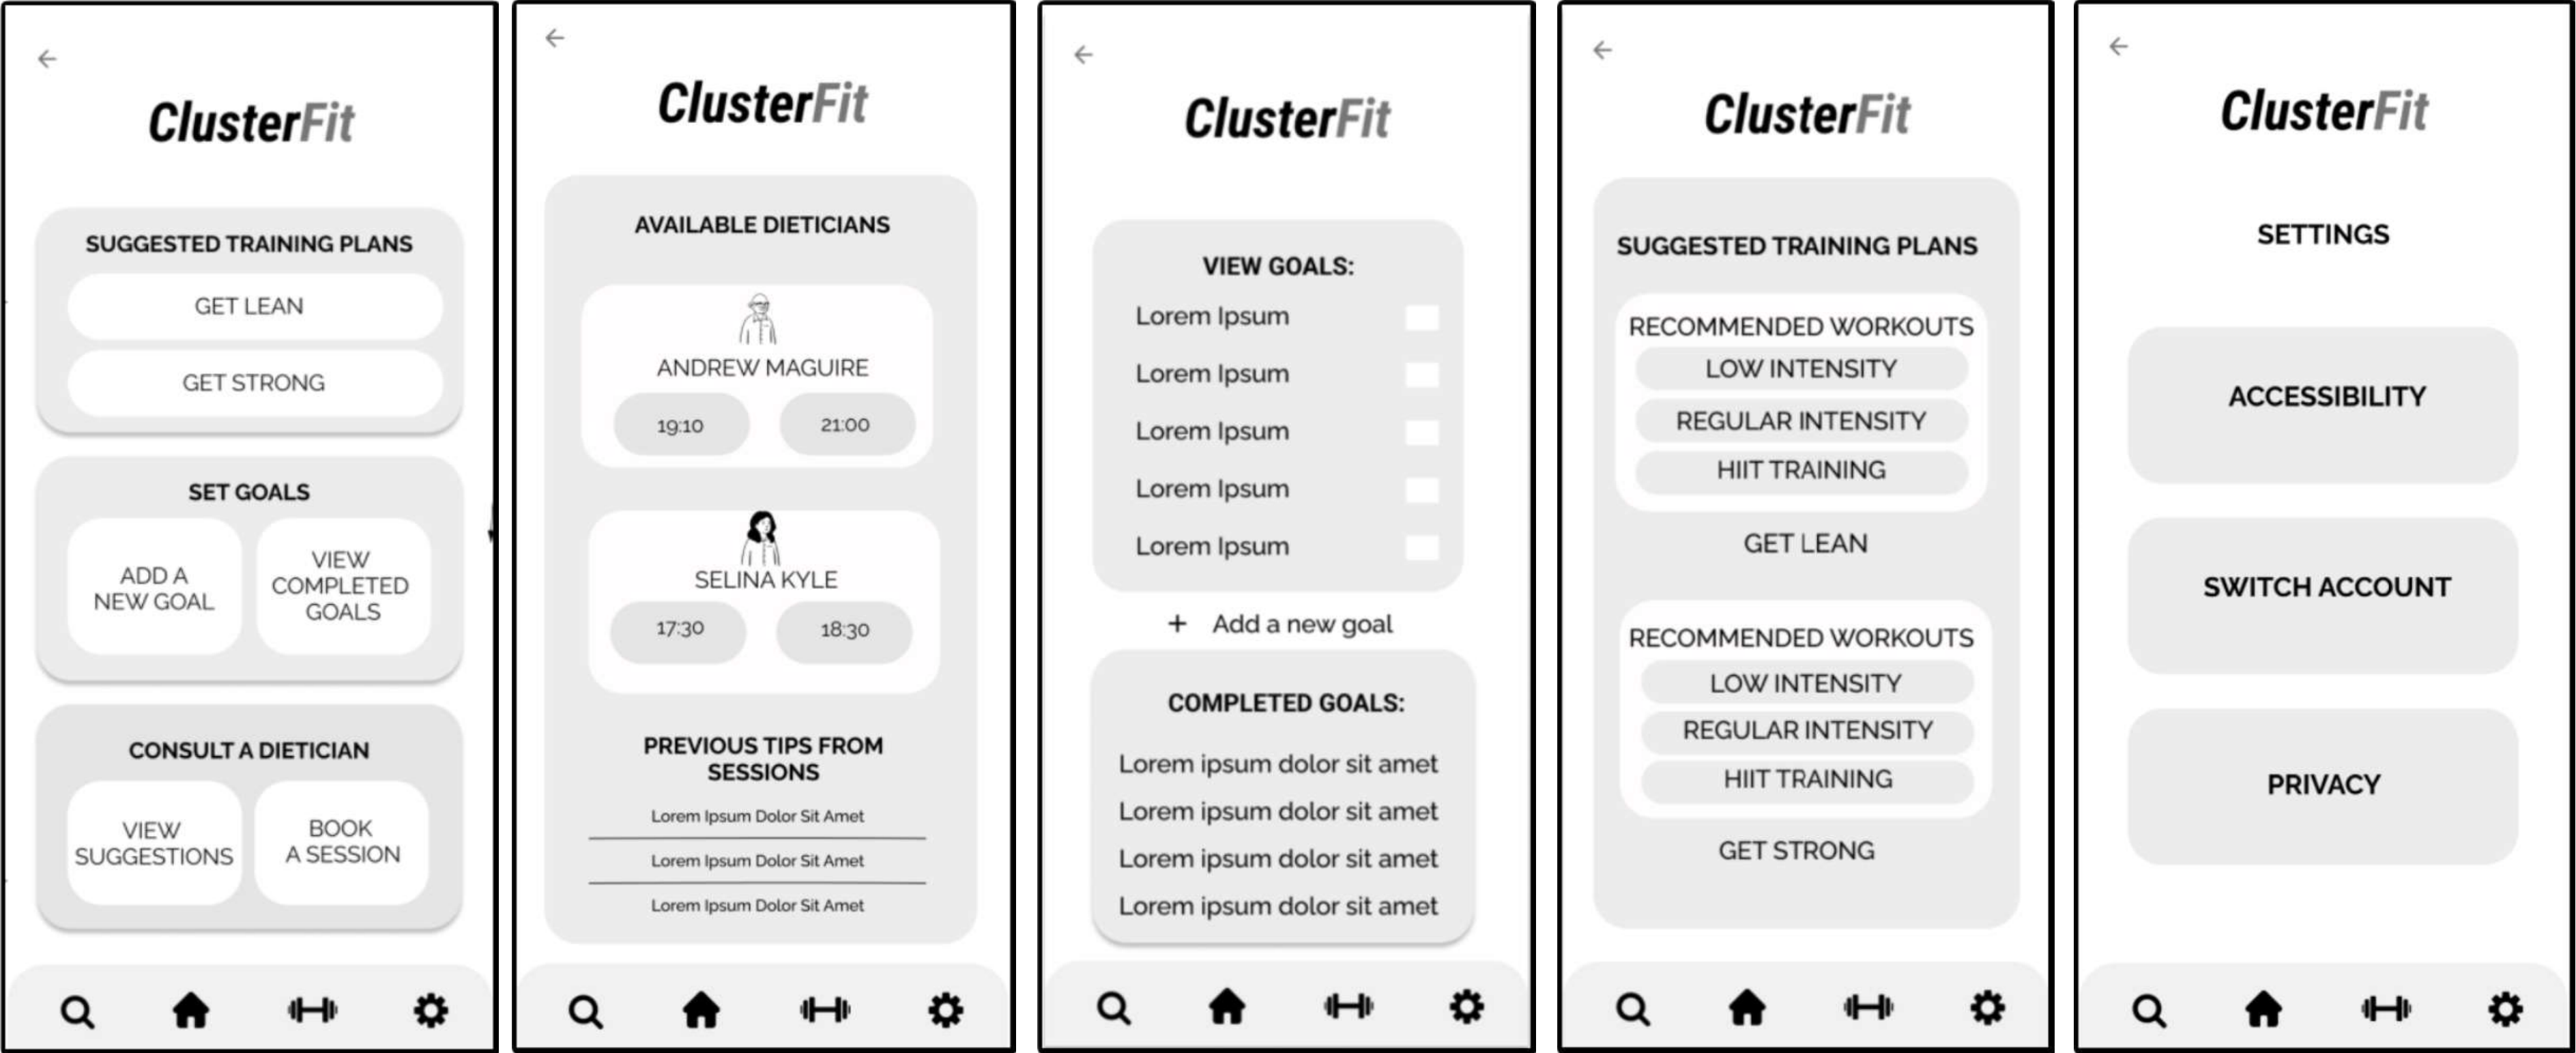 ClusterFit
SUGGESTED TRAINING PLANS
GET LEAN
GET STRONG
SET GOALS
ADD A
NEW GOAL
VIEW
COMPLETED
GOALS
CONSULT A DIETICIAN
VIEW
SUGGESTIONS
BOOK
A SESSION
ClusterFit
AVAILABLE DIETICIANS
ANDREW MAGUIRE
19:10
21:00
SELINA KYLE
17:30
18:30
PREVIOUS TIPS FROM
SESSIONS
Lorem Ipsum Dolor Sit Amet
Lorem Ipsum Dolor Sit Amet
Lorem Ipsum Dolor Sit Amet
ClusterFit
VIEW GOALS:
Lorem Ipsum
Lorem Ipsum
Lorem Ipsum
Lorem Ipsum
Lorem Ipsum
+ Add a new goal
COMPLETED GOALS:
Lorem ipsum dolor sit amet
Lorem ipsum dolor sit amet
Lorem ipsum dolor sit amet
Lorem ipsum dolor sit amet
ClusterFit
SUGGESTED TRAINING PLANS
RECOMMENDED WORKOUTS
LOW INTENSITY
REGULAR INTENSITY
HIIT TRAINING
GET LEAN
RECOMMENDED WORKOUTS
LOW INTENSITY
REGULAR INTENSITY
HIIT TRAINING
GET STRONG
ClusterFit
SETTINGS
ACCESSIBILITY
SWITCH ACCOUNT
PRIVACY